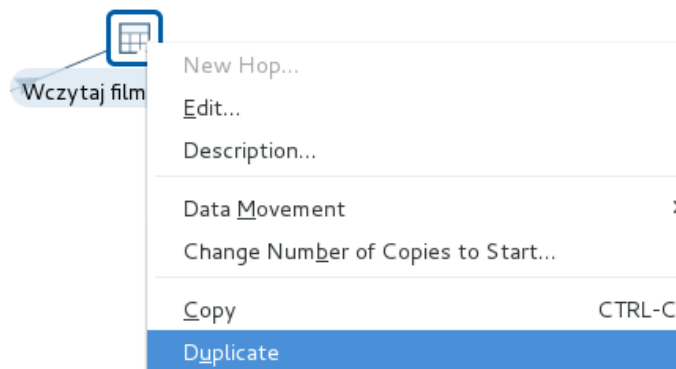 Wczytaj film
New Hop...
Edit...
Description...
Data Movement
Change Number of Copies to Start...
Copy CTRL-C
Duplicate